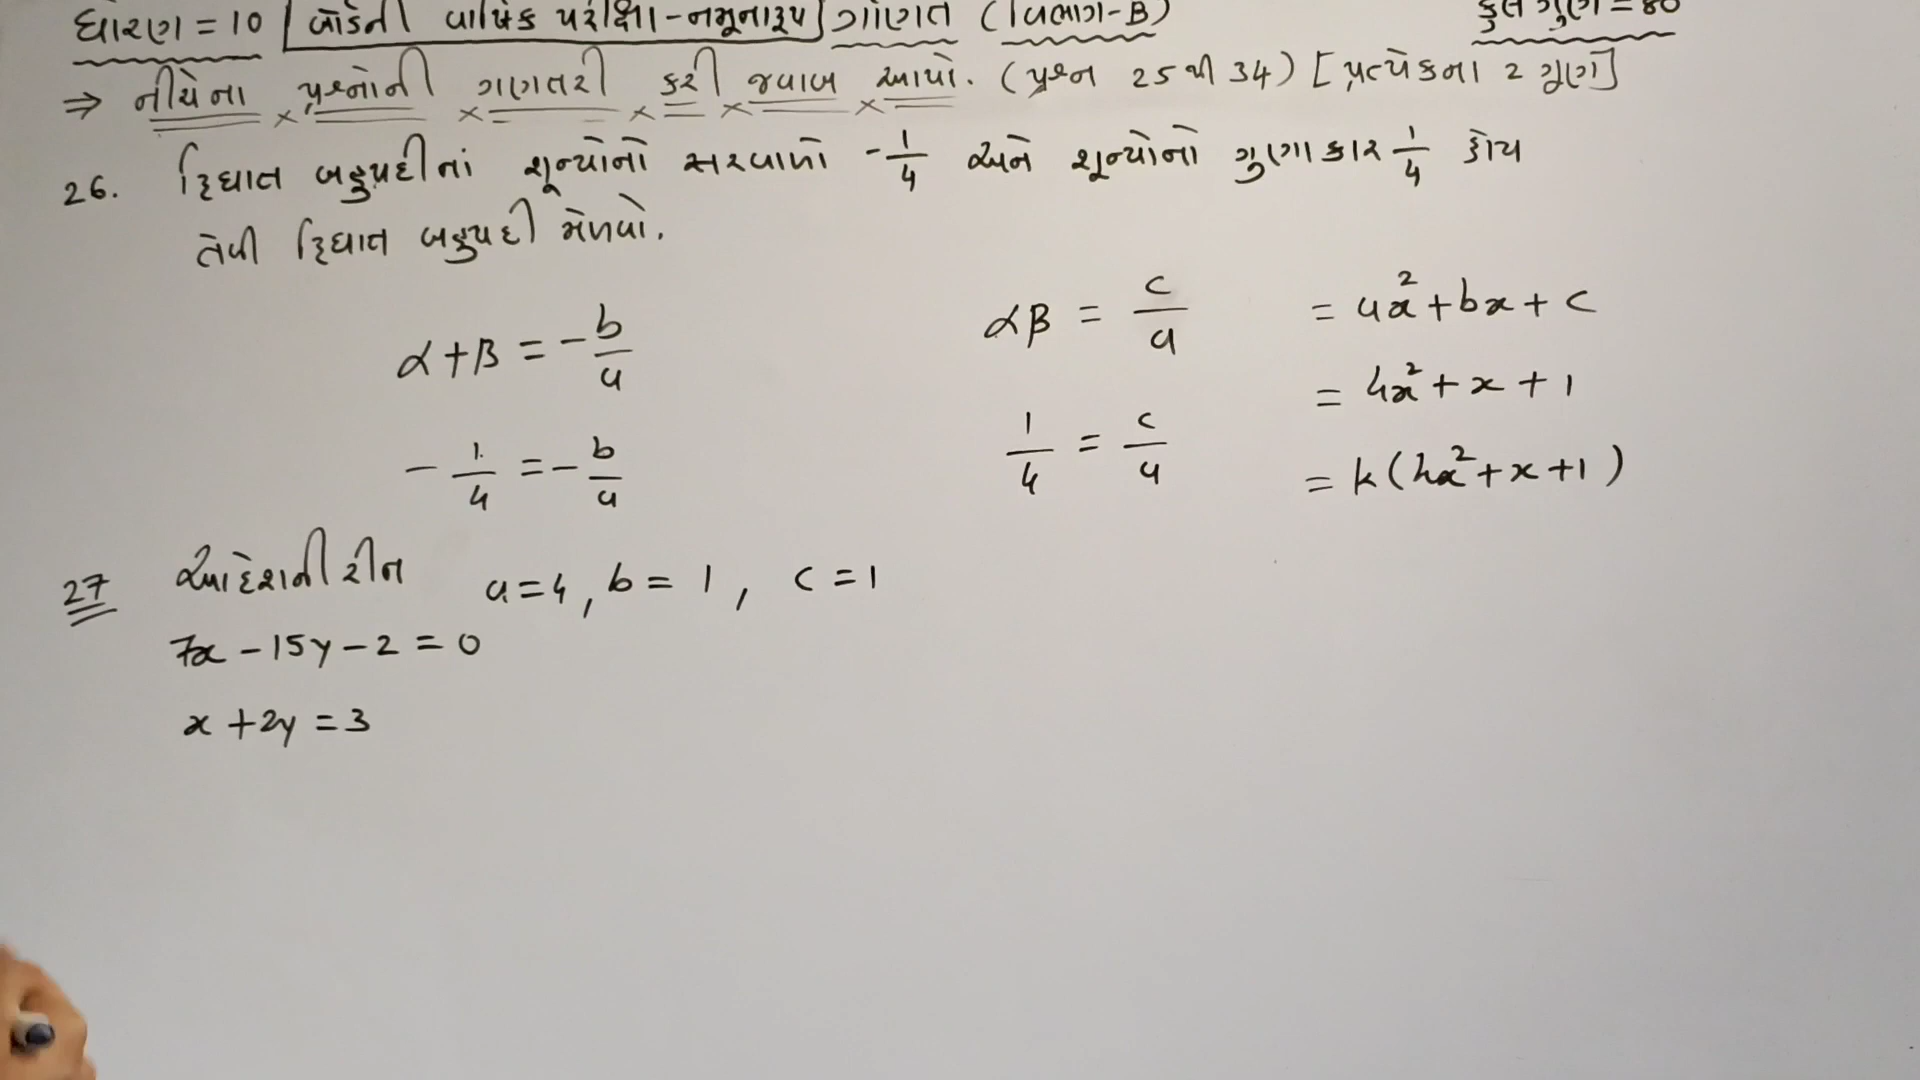 ધોરણ = 10 બોર્ડની વાર્ષિક પરીક્ષા-નમૂનારૂપ ગણિત (વિભાગ-B) કુલ ગુણ = 80
⇒ નીચેના પ્રશ્નોની ગણતરી કરી જવાબ આપો. (પ્રશ્ન 25 થી 34) [પ્રત્યેકના 2 ગુણ]
26. દ્વિઘાત બહુપદીનાં શૂન્યોનો સરવાળો -1/4 અને શૂન્યોનો ગુણાકાર 1/4 હોય
તેવી દ્વિઘાત બહુપદી મેળવો.
α+β = -b/a αβ = c/a = ax²+bx+c
-1/4 = -b/a 1/4 = c/a = 4x²+x+1
= k(4x²+x+1)
27 આદેશની રીત a=4, b=1, c=1
7x-15y-2=0
x+2y=3